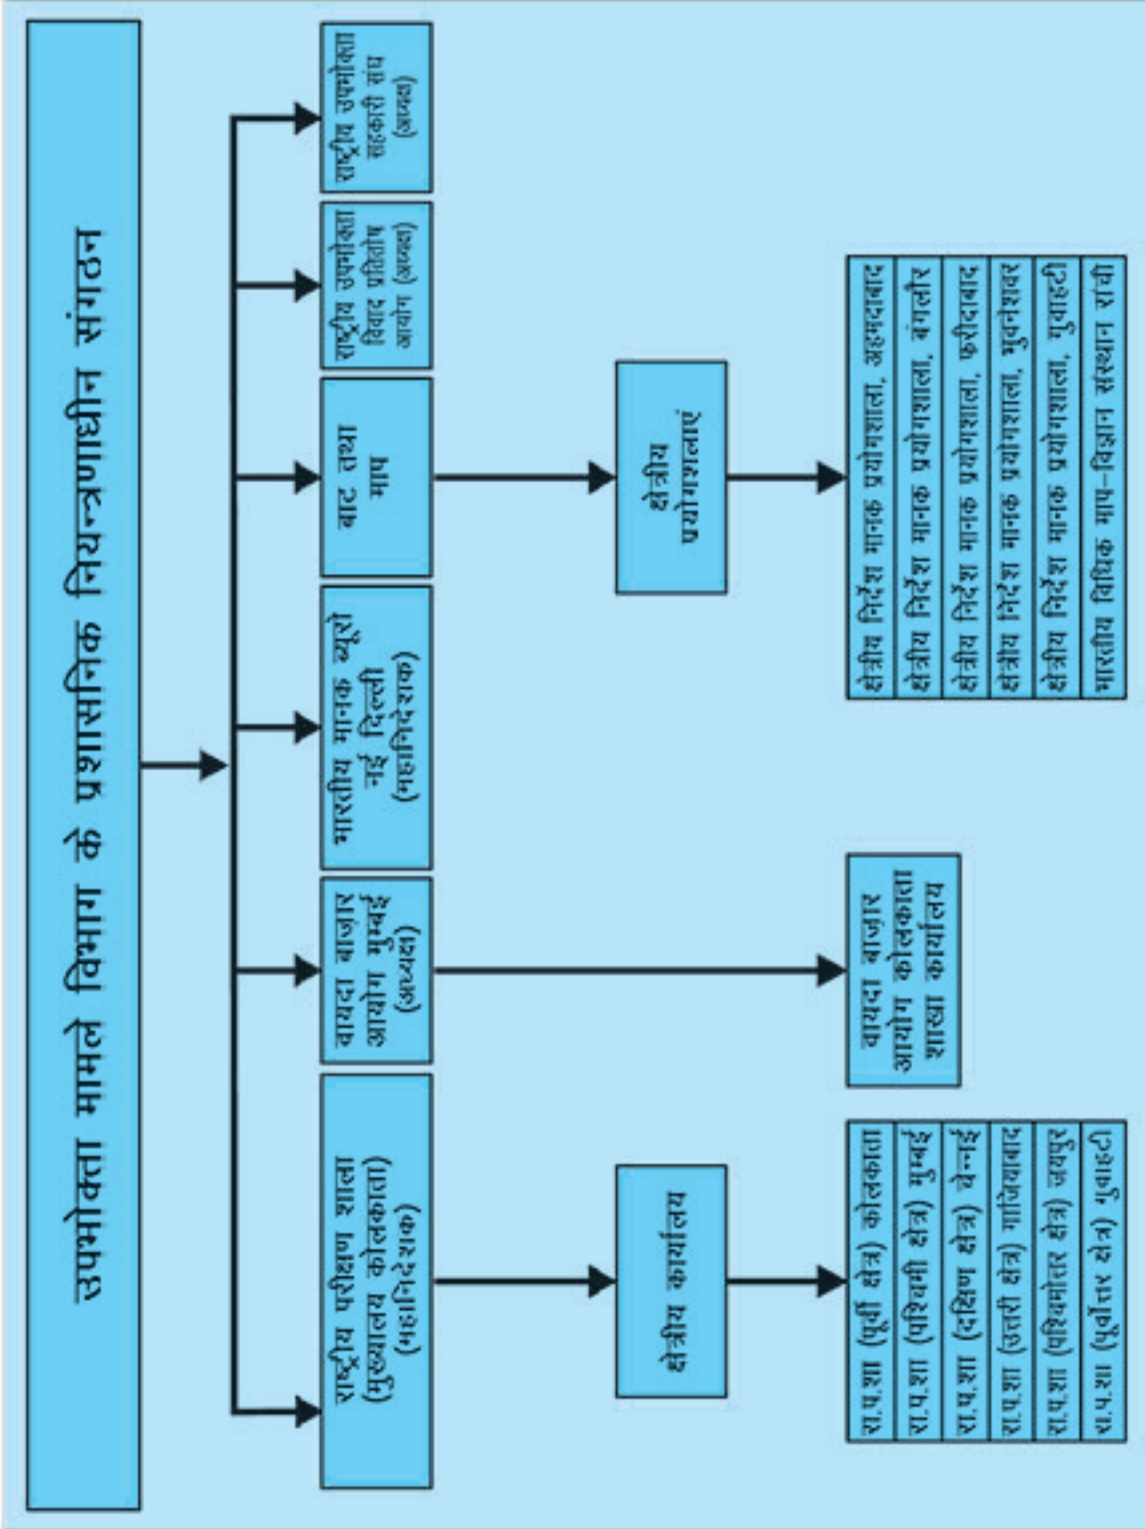 उपभोक्ता मामले विभाग के प्रशासनिक नियन्त्रणाधीन संगठन
राष्ट्रीय परीक्षण शाला
(मुख्यालय कोलकाता)
(महानिदेशक)
वायदा बाज़ार
आयोग मुम्बई
(अध्यक्ष)
भारतीय मानक ब्यूरो
नई दिल्ली
(महानिदेशक)
बाट तथा
माप
राष्ट्रीय उपभोक्ता
विवाद प्रतितोष
आयोग (अध्यक्ष)
राष्ट्रीय उपभोक्ता
सहकारी संघ
(अध्यक्ष)
क्षेत्रीय कार्यालय
क्षेत्रीय
प्रयोगशलाएं
रा.प.शा (पूर्वी क्षेत्र) कोलकाता
रा.प.शा (पश्चिमी क्षेत्र) मुम्बई
रा.प.शा (दक्षिण क्षेत्र) चेन्नई
रा.प.शा (उत्तरी क्षेत्र) गाजियाबाद
रा.प.शा (पश्चिमोत्तर क्षेत्र) जयपुर
रा.प.शा (पुर्वोत्तर क्षेत्र) गुवाहटी
वायदा बाज़ार
आयोग कोलकाता
शाखा कार्यालय
क्षेत्रीय निर्देश मानक प्रयोगशाला, अहमदाबाद
क्षेत्रीय निर्देश मानक प्रयोगशाला, बंगलौर
क्षेत्रीय निर्देश मानक प्रयोगशाला, फरीदाबाद
क्षेत्रीय निर्देश मानक प्रयोगशाला, भुवनेश्वर
क्षेत्रीय निर्देश मानक प्रयोगशाला, गुवाहटी
भारतीय विधिक माप-विज्ञान संस्थान रांची